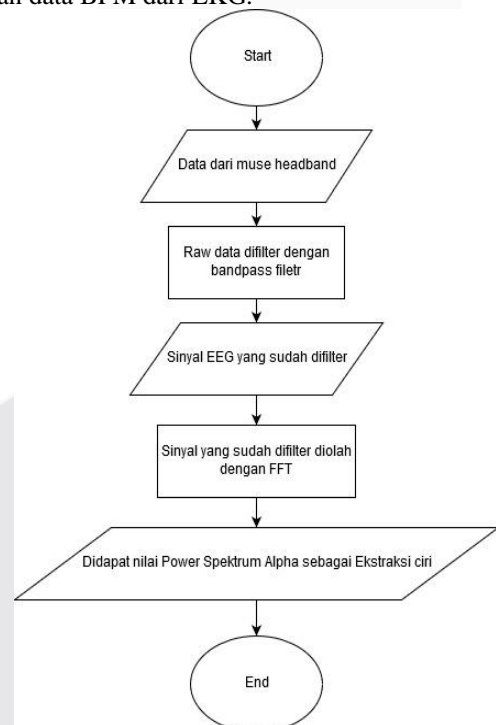 data BPM dari EKG.
Start
Data dari muse headband
Raw data difilter dengan
bandpass filetr
Sinyal EEG yang sudah difilter
Sinyal yang sudah difilter diolah
dengan FFT
Didapat nilai Power Spektrum Alpha sebagai Ekstraksi ciri
End